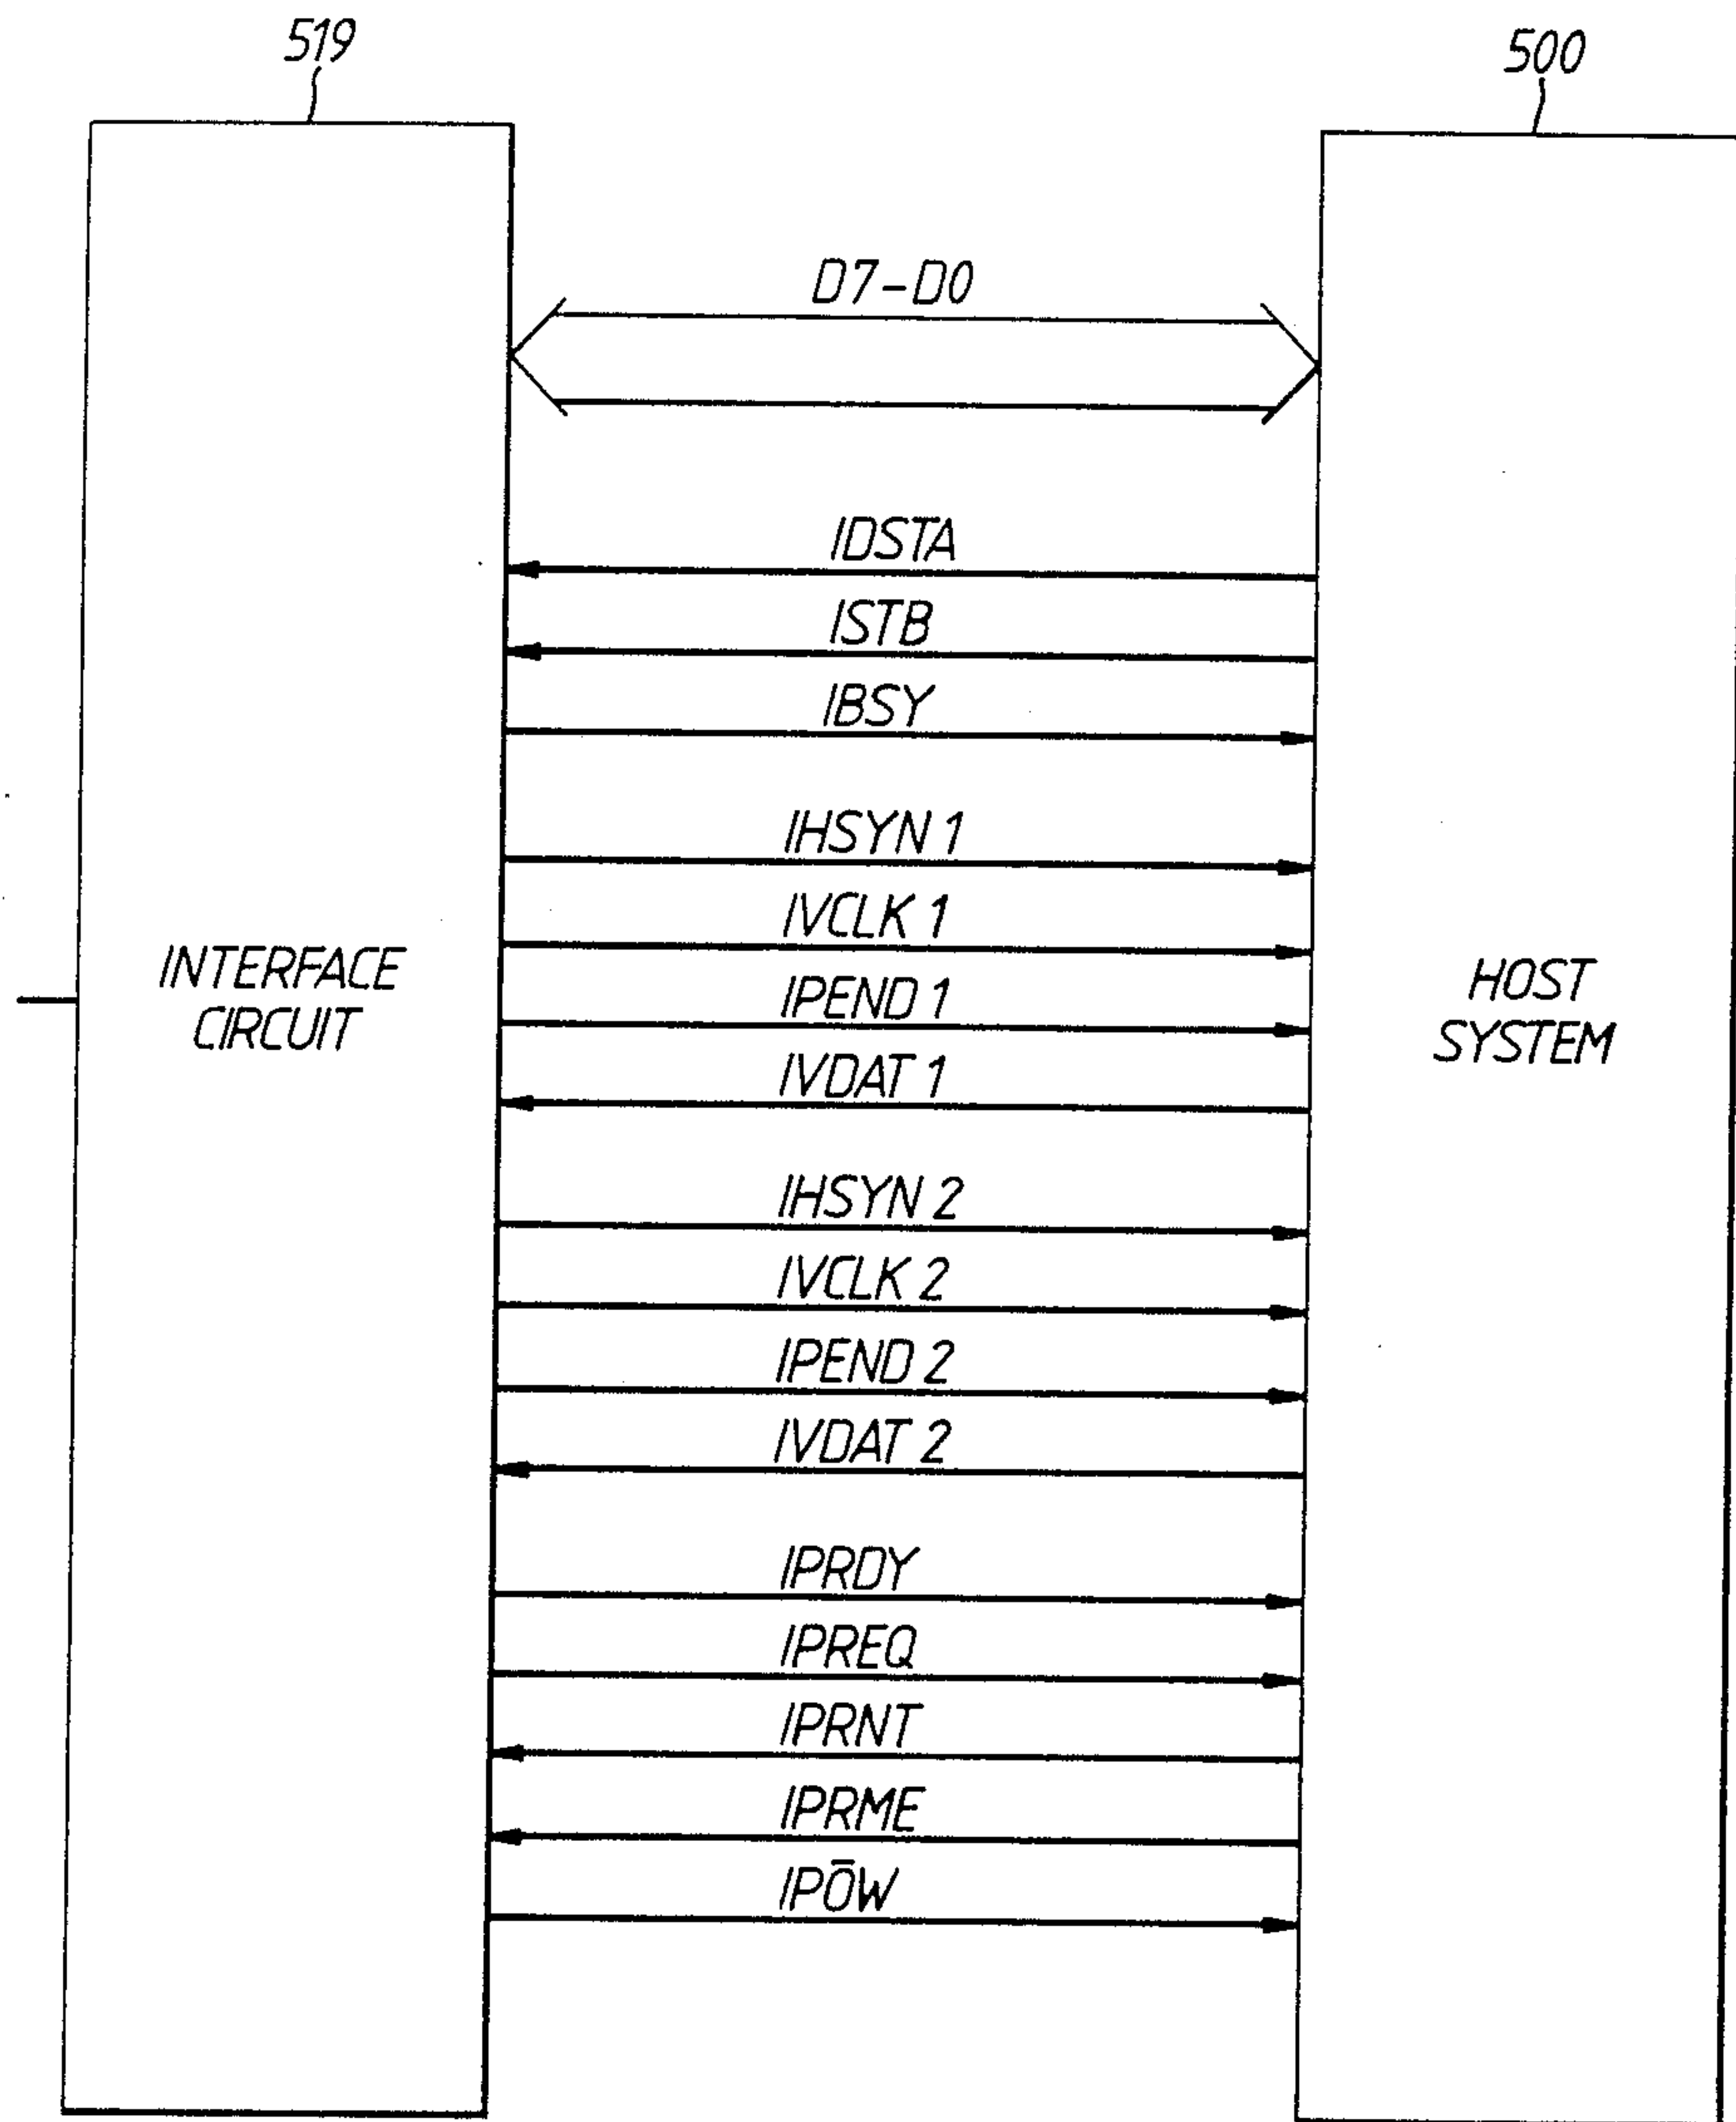 519
500
D7-D0
IDSTA
ISTB
IBSY
IHSYN 1
IVCLK 1
IPEND 1
IVDAT 1
INTERFACE
CIRCUIT
HOST
SYSTEM
IHSYN 2
IVCLK 2
IPEND 2
IVDAT 2
IPRDY
IPREQ
IPRNT
IPRME
IPŌW